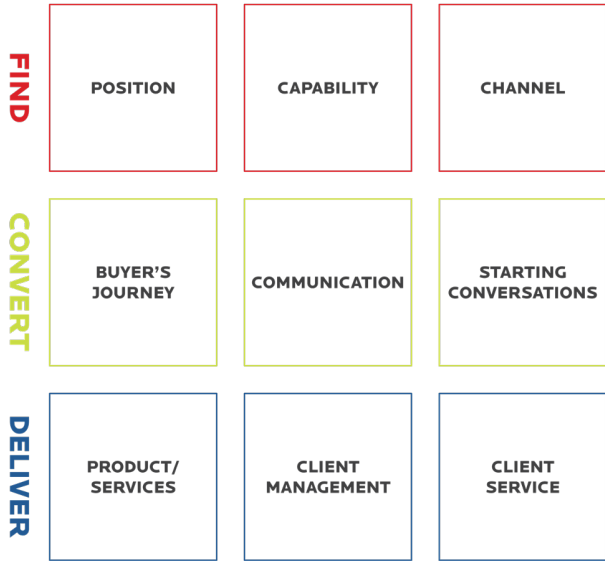 FIND
POSITION
CAPABILITY
CHANNEL
CONVERT
BUYER'S
JOURNEY
COMMUNICATION
STARTING
CONVERSATIONS
DELIVER
PRODUCT/
SERVICES
CLIENT
MANAGEMENT
CLIENT
SERVICE